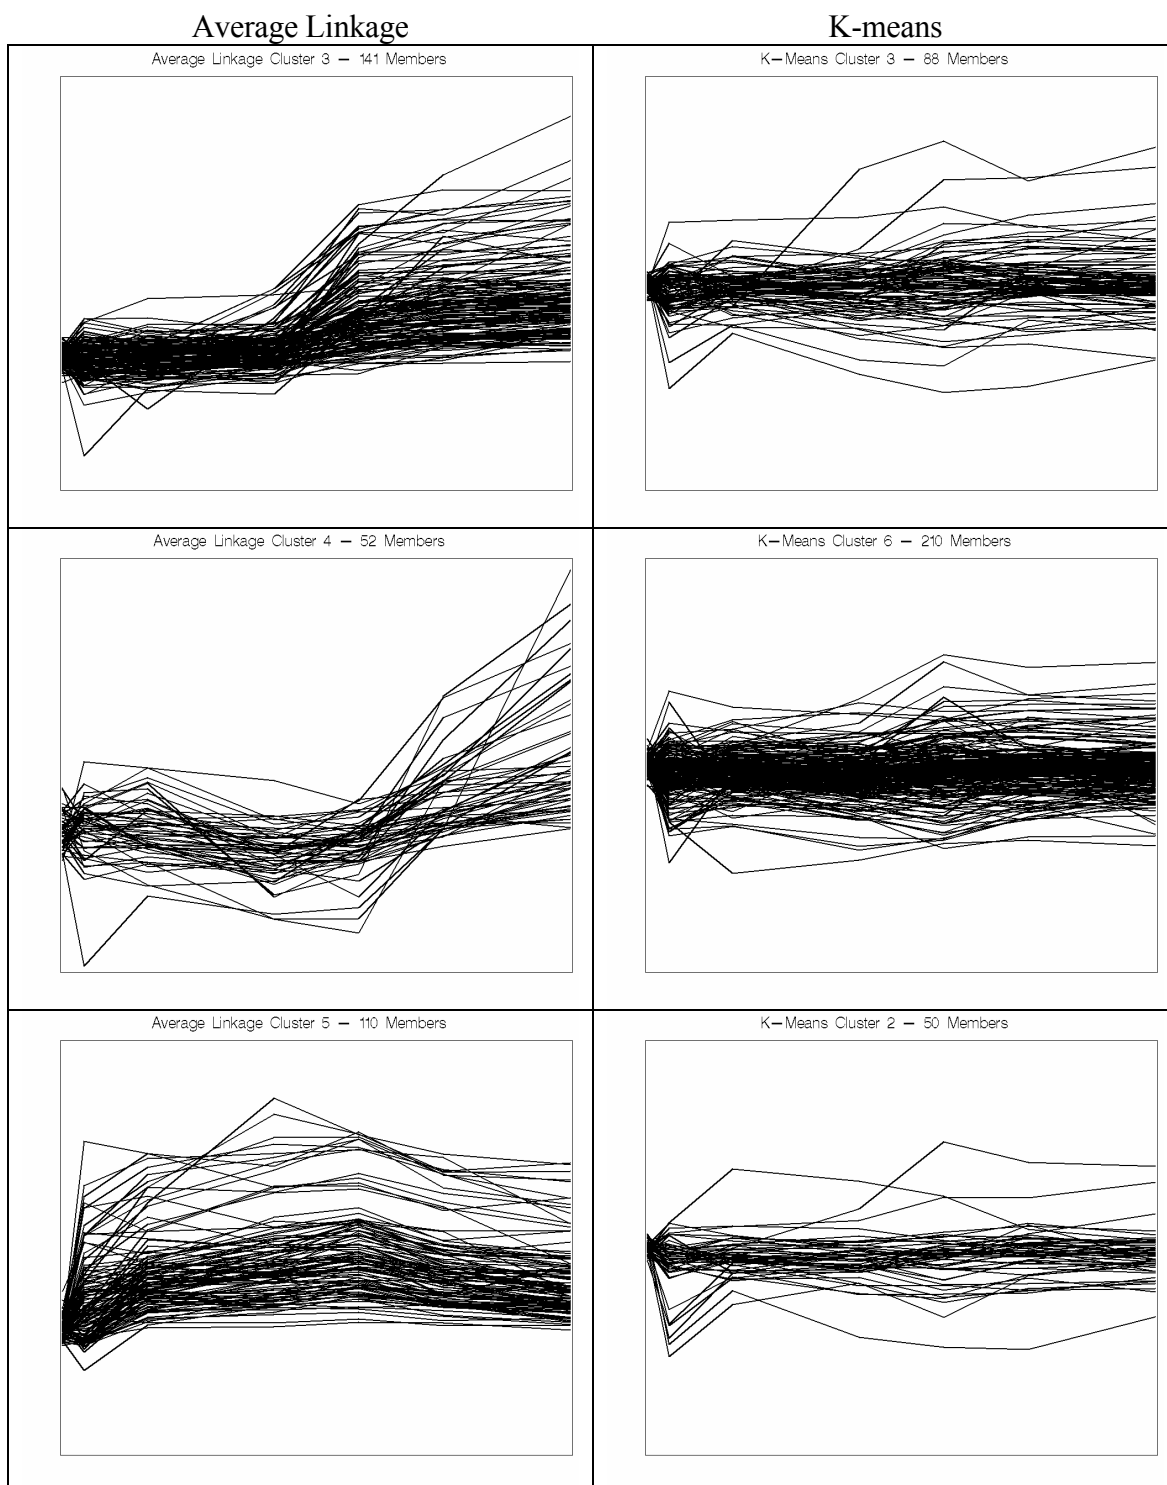 Average Linkage
K-means
Average Linkage Cluster 3 – 141 Members
K–Means Cluster 3 – 88 Members
Average Linkage Cluster 4 – 52 Members
K–Means Cluster 6 – 210 Members
Average Linkage Cluster 5 – 110 Members
K–Means Cluster 2 – 50 Members